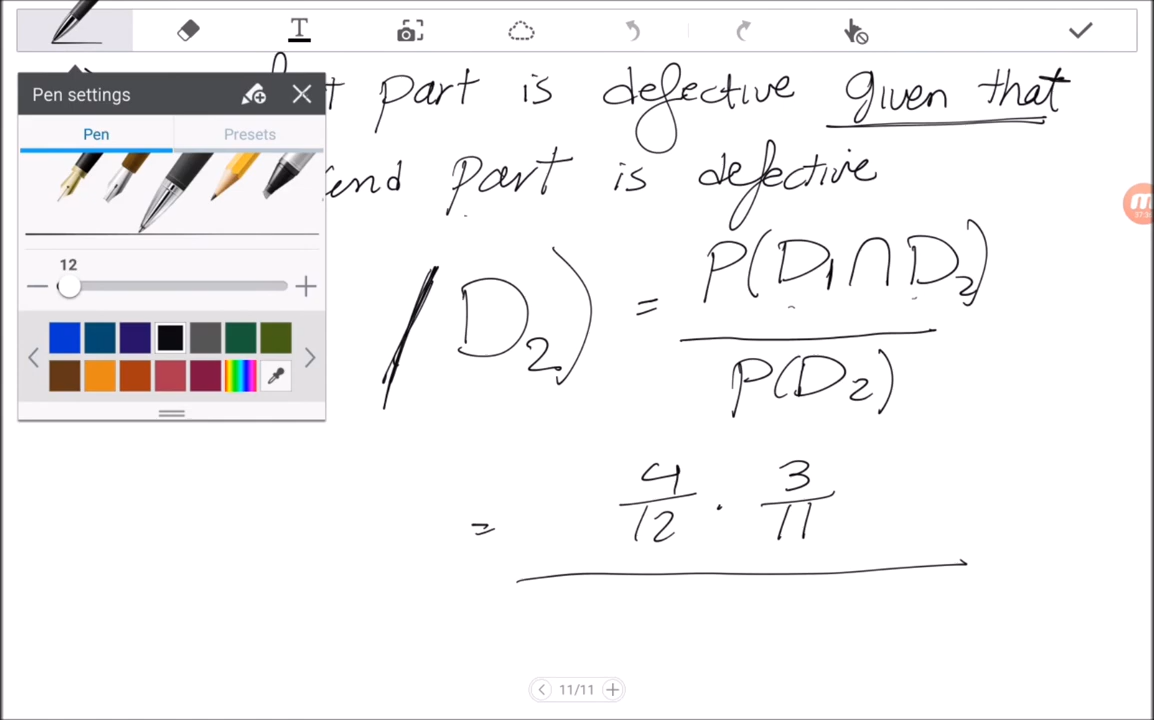 T
Pen settings
Pen Presets
12
part is defective given that
part is defective
D₂) = P(D₁∩D₂)
P(D₂)
= 4/12 · 3/11
11/11